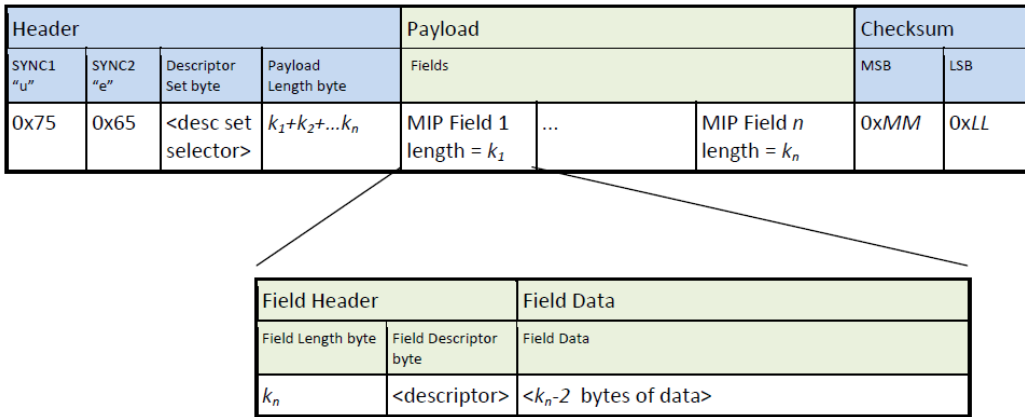 Header Payload Checksum
SYNC1 SYNC2 Descriptor Payload Fields MSB LSB
"u" "e" Set byte Length byte
0x75 0x65 <desc set k₁+k₂+...kₙ MIP Field 1 ... MIP Field n 0xMM 0xLL
selector> length = k₁ length = kₙ
Field Header Field Data
Field Length byte Field Descriptor Field Data
byte
kₙ <descriptor> <kₙ-2 bytes of data>